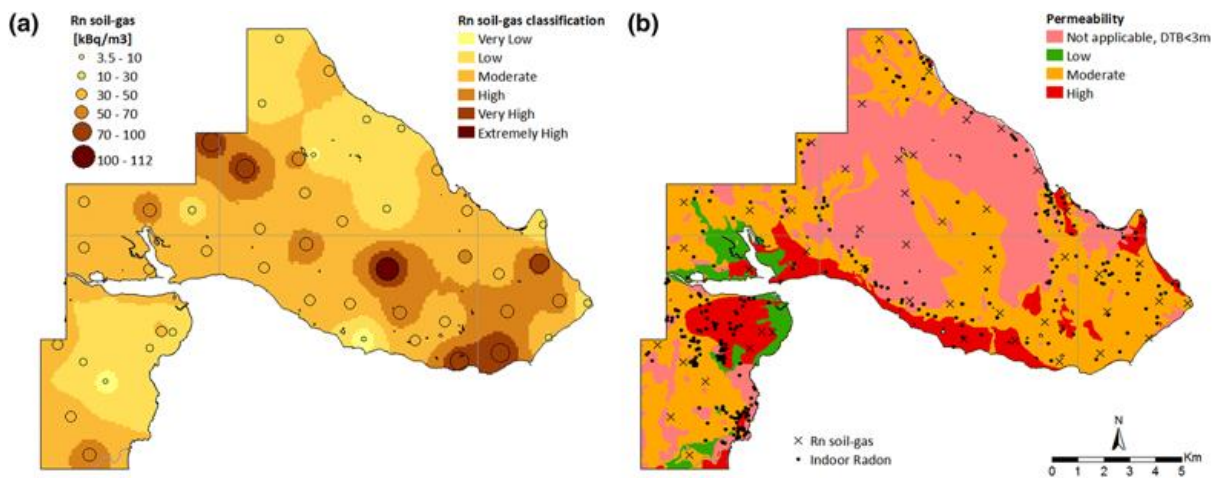 (a)
Rn soil-gas
[kBq/m3]
3.5 - 10
10 - 30
30 - 50
50 - 70
70 - 100
100 - 112
Rn soil-gas classification
Very Low
Low
Moderate
High
Very High
Extremely High
(b)
Permeability
Not applicable, DTB<3m
Low
Moderate
High
Rn soil-gas
Indoor Radon
N
Km
0 1 2 3 4 5